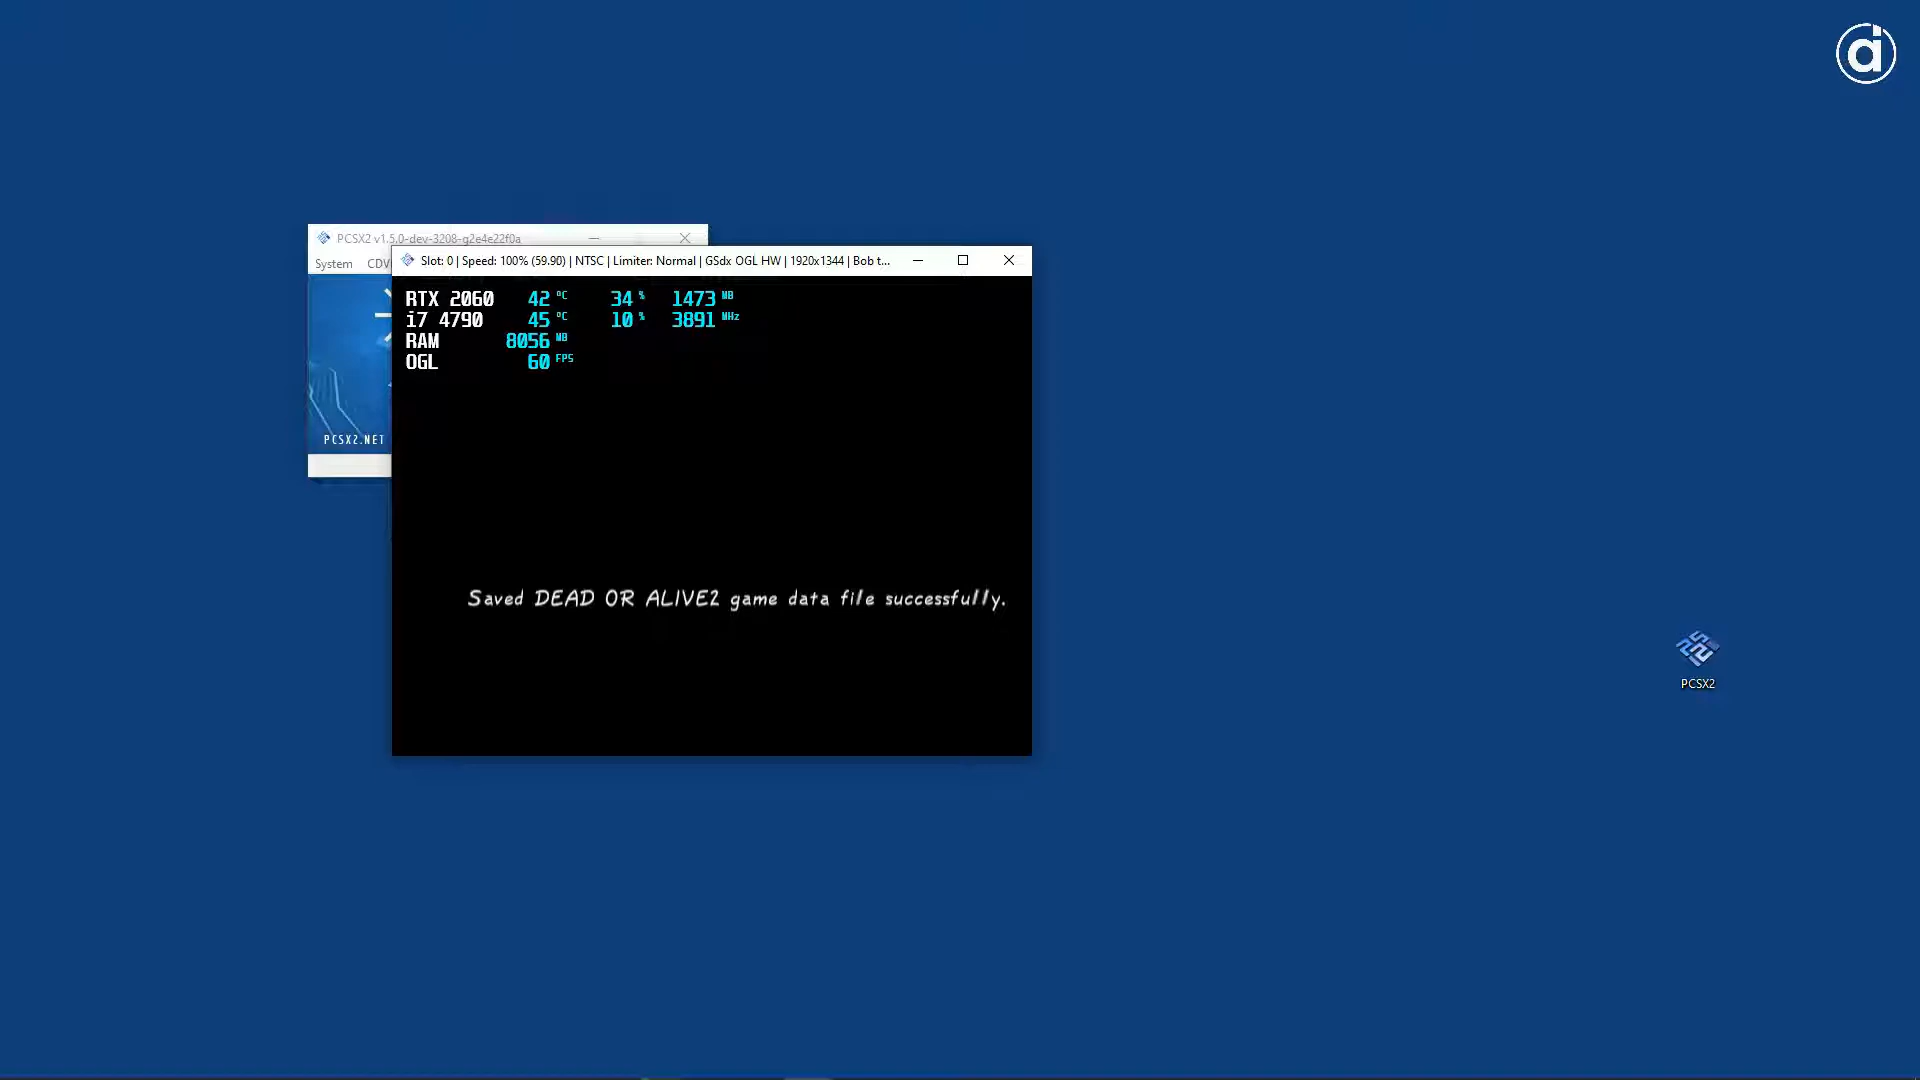 PCSX2 v1.5.0-dev-3208-g2e4e22f0a
System CDV
Slot: 0 | Speed: 100% (59.90) | NTSC | Limiter: Normal | GSdx OGL HW | 1920x1344 | Bob t...
RTX 2060 42 °C 34 % 1473 MB
i7 4790 45 °C 10 % 3891 MHz
RAM 8056 MB
OGL 60 FPS
PCSX2.NET
Saved DEAD OR ALIVE2 game data file successfully.
PCSX2